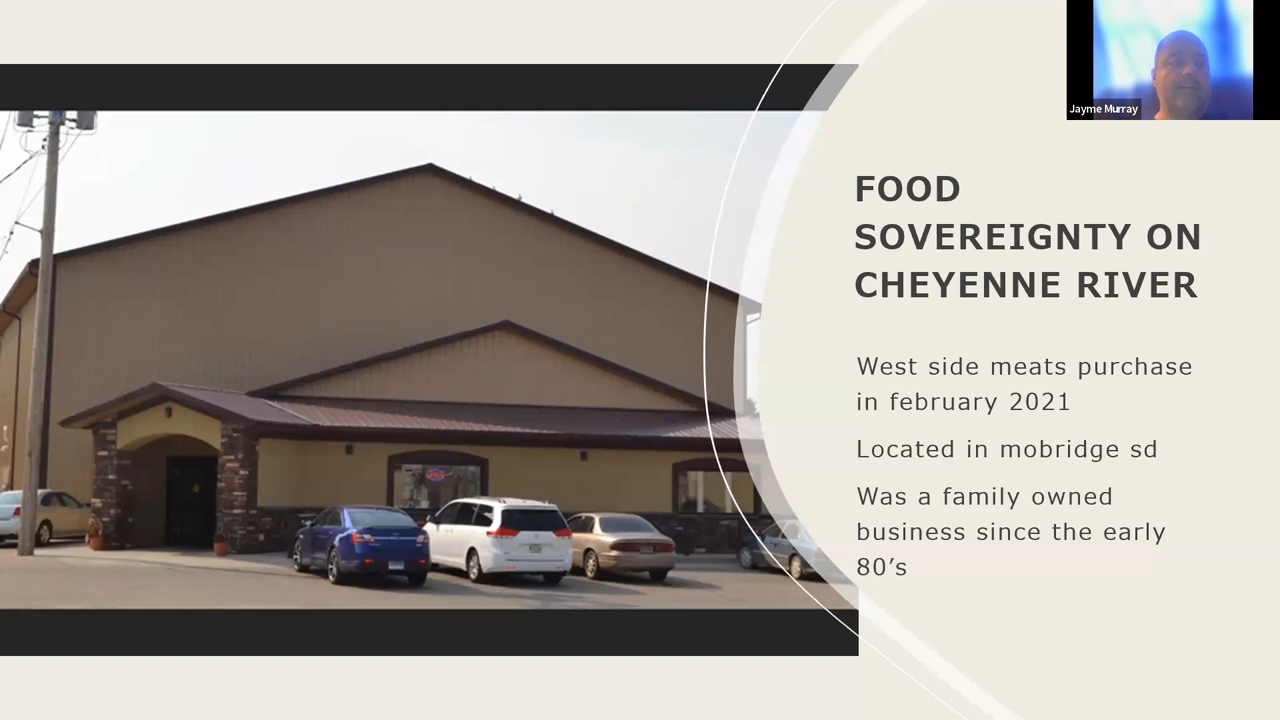 Jayme Murray
FOOD
SOVEREIGNTY ON
CHEYENNE RIVER
West side meats purchase
in february 2021
Located in mobridge sd
Was a family owned
business since the early
80’s